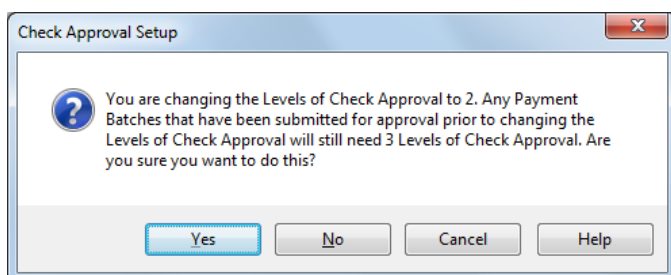 Check Approval Setup
You are changing the Levels of Check Approval to 2. Any Payment
Batches that have been submitted for approval prior to changing the
Levels of Check Approval will still need 3 Levels of Check Approval. Are
you sure you want to do this?
Yes No Cancel Help